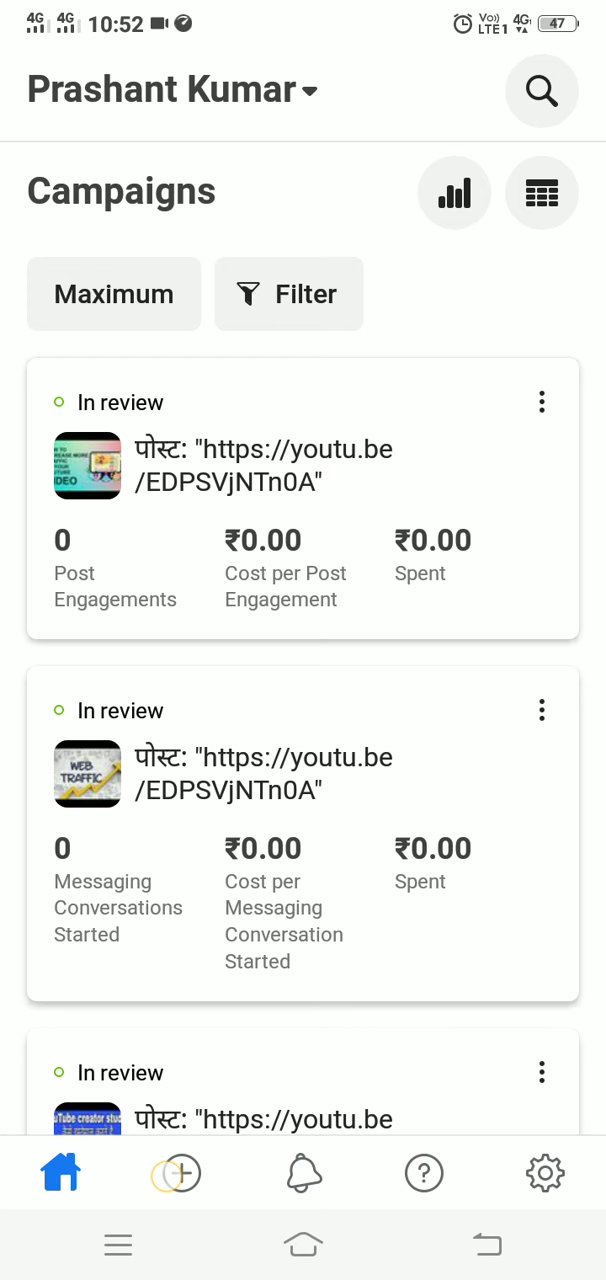 4G 4G 10:52 Vo)) LTE1 4G 47
Prashant Kumar
Campaigns
Maximum Filter
In review
पोस्ट: "https://youtu.be
/EDPSVjNTn0A"
0 ₹0.00 ₹0.00
Post Cost per Post Spent
Engagements Engagement
In review
WEB
TRAFFIC
पोस्ट: "https://youtu.be
/EDPSVjNTn0A"
0 ₹0.00 ₹0.00
Messaging Cost per Spent
Conversations Messaging
Started Conversation
Started
In review
पोस्ट: "https://youtu.be